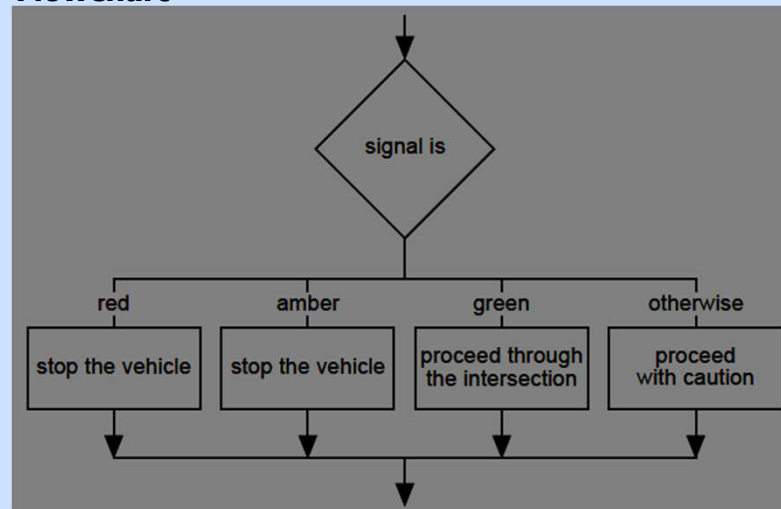 Flowchart
signal is
red
amber
green
otherwise
stop the vehicle
stop the vehicle
proceed through
the intersection
proceed
with caution